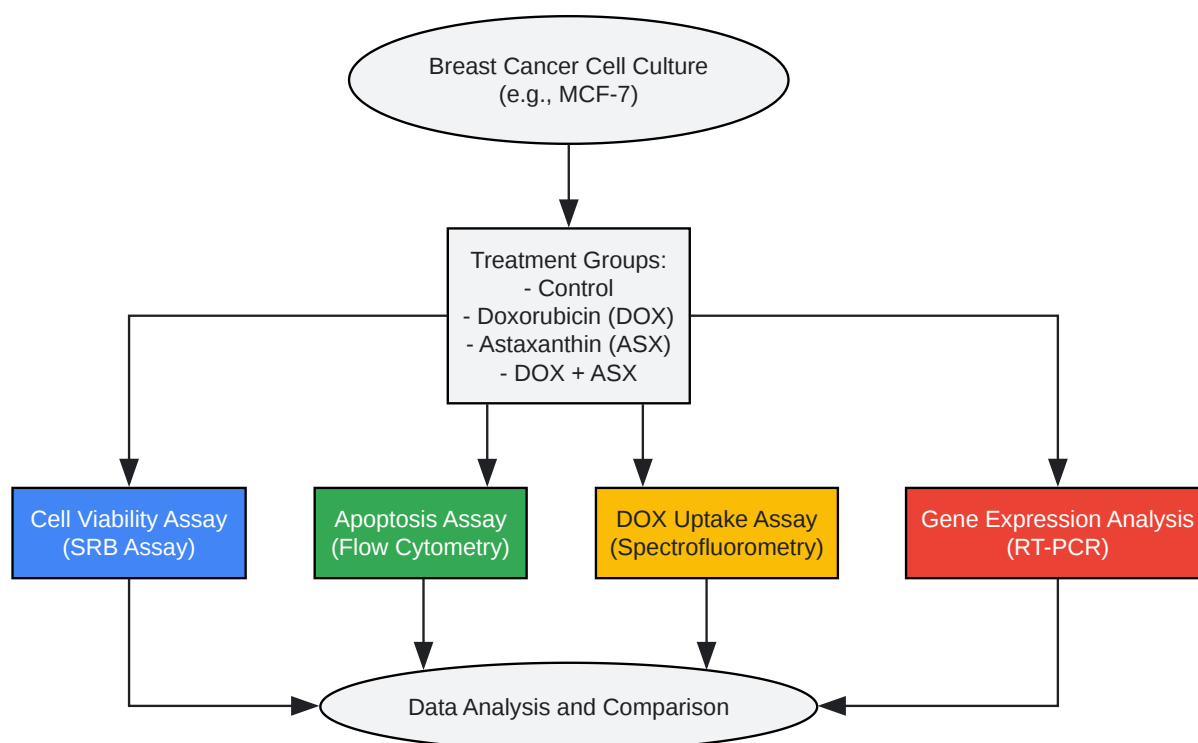 Breast Cancer Cell Culture
(e.g., MCF-7)
Treatment Groups:
- Control
- Doxorubicin (DOX)
- Astaxanthin (ASX)
- DOX + ASX
Cell Viability Assay
(SRB Assay)
Apoptosis Assay
(Flow Cytometry)
DOX Uptake Assay
(Spectrofluorometry)
Gene Expression Analysis
(RT-PCR)
Data Analysis and Comparison